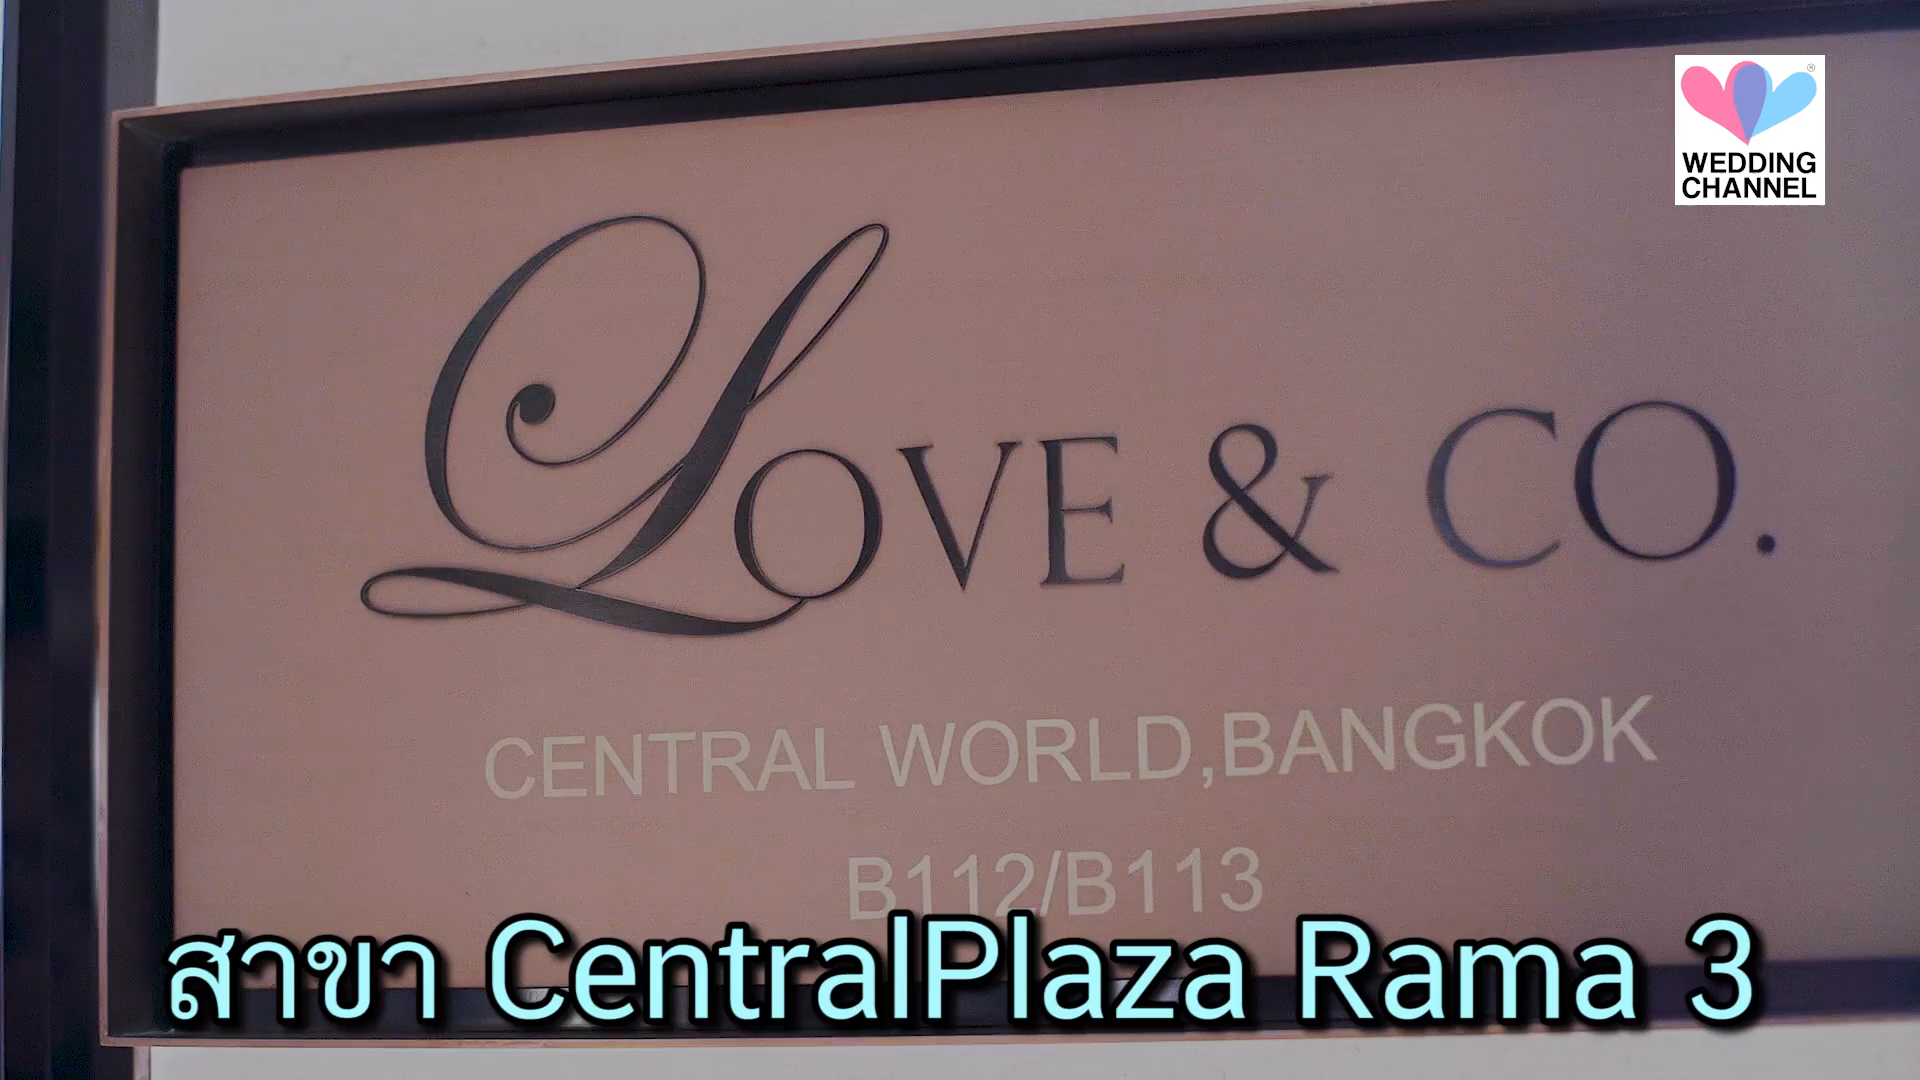 WEDDING
CHANNEL
LOVE & CO.
CENTRAL WORLD,BANGKOK
B112/B113
สาขา CentralPlaza Rama 3